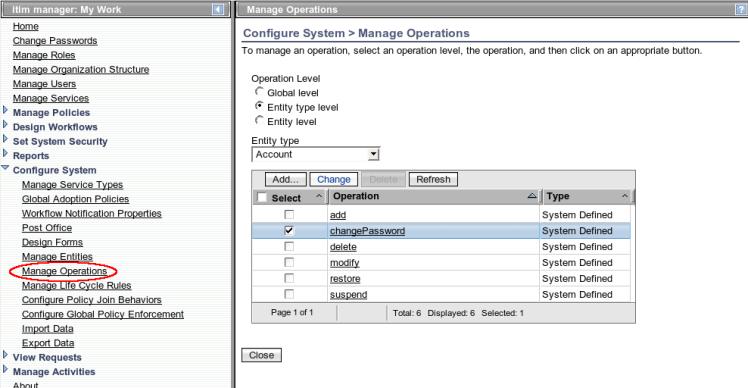 Itim manager: My Work
Home
Change Passwords
Manage Roles
Manage Organization Structure
Manage Users
Manage Services
Manage Policies
Design Workflows
Set System Security
Reports
Configure System
Manage Service Types
Global Adoption Policies
Workflow Notification Properties
Post Office
Design Forms
Manage Entities
Manage Operations
Manage Life Cycle Rules
Configure Policy Join Behaviors
Configure Global Policy Enforcement
Import Data
Export Data
View Requests
Manage Activities
About
Manage Operations ?
Configure System > Manage Operations
To manage an operation, select an operation level, the operation, and then click on an appropriate button.
Operation Level
Global level
Entity type level
Entity level
Entity type
Account
Add... Change Delete Refresh
Select ^ Operation Type ^
add System Defined
changePassword System Defined
delete System Defined
modify System Defined
restore System Defined
suspend System Defined
Page 1 of 1 Total: 6 Displayed: 6 Selected: 1
Close